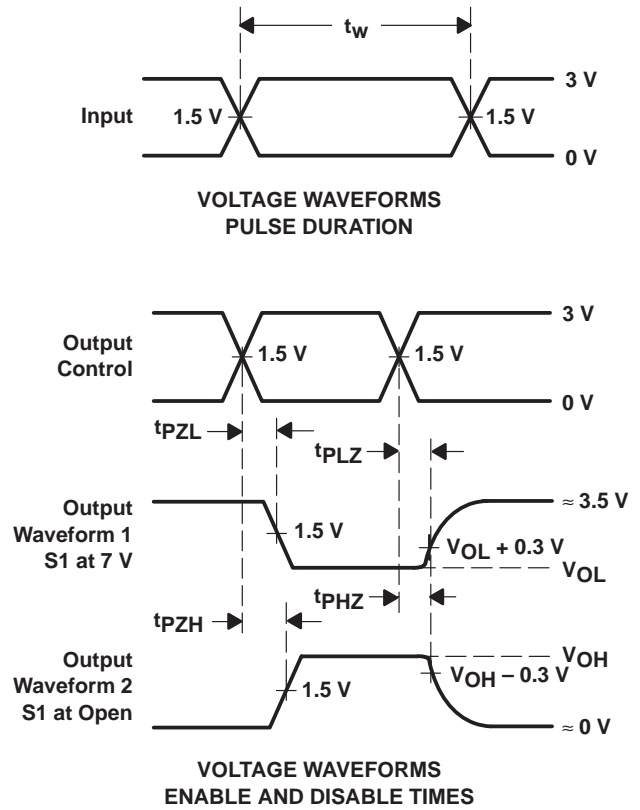 tw
3 V
Input
1.5 V
1.5 V
0 V
VOLTAGE WAVEFORMS
PULSE DURATION
3 V
Output
Control
1.5 V
1.5 V
0 V
tPZL
tPLZ
Output
Waveform 1
S1 at 7 V
≈ 3.5 V
1.5 V
VOL + 0.3 V
VOL
tPHZ
tPZH
Output
Waveform 2
S1 at Open
VOH
VOH – 0.3 V
1.5 V
≈ 0 V
VOLTAGE WAVEFORMS
ENABLE AND DISABLE TIMES